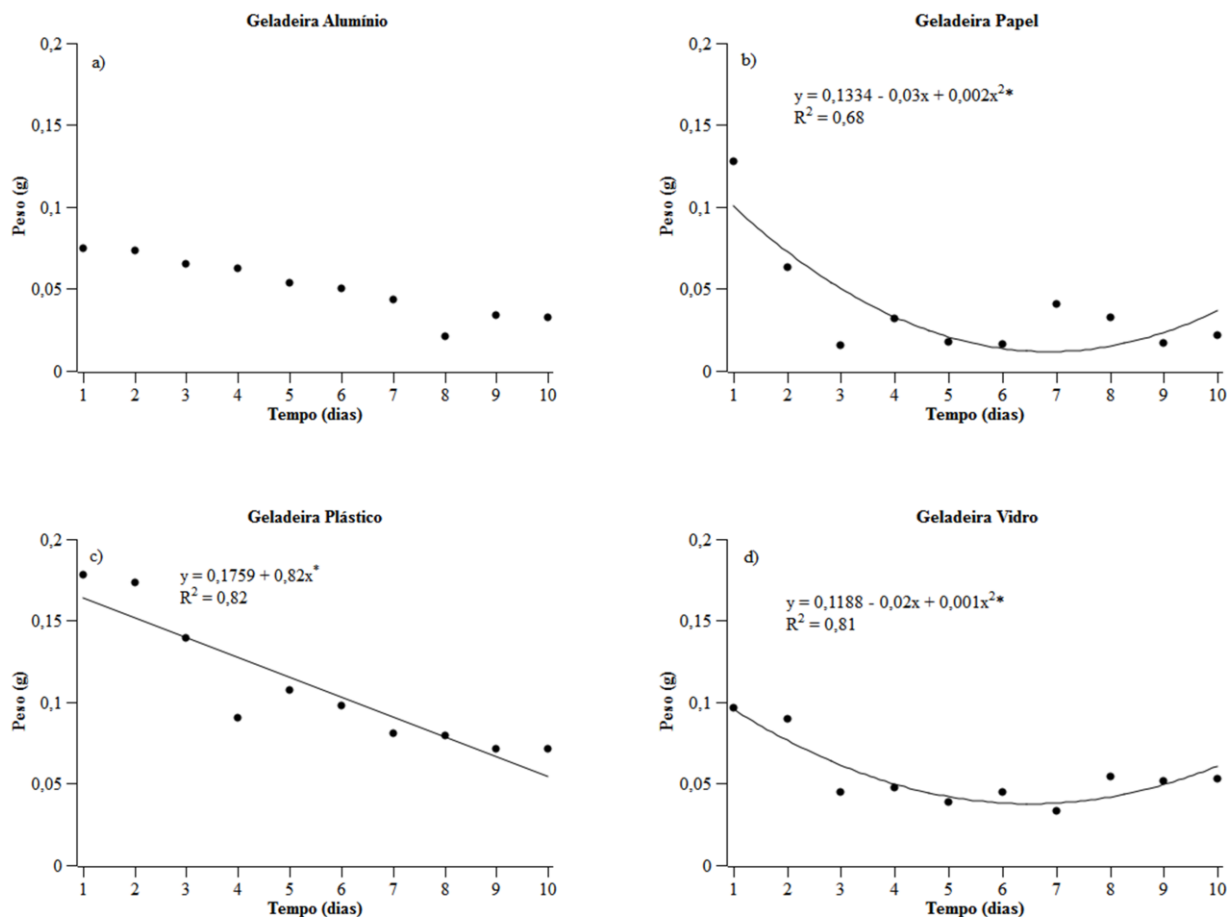 Geladeira Alumínio
a)
0,2
0,15
0,1
0,05
0
Peso (g)
1 2 3 4 5 6 7 8 9 10
Tempo (dias)
Geladeira Papel
b)
y = 0,1334 - 0,03x + 0,002x²*
R² = 0,68
0,2
0,15
0,1
0,05
0
Peso (g)
1 2 3 4 5 6 7 8 9 10
Tempo (dias)
Geladeira Plástico
c)
y = 0,1759 + 0,82x*
R² = 0,82
0,2
0,15
0,1
0,05
0
Peso (g)
1 2 3 4 5 6 7 8 9 10
Tempo (dias)
Geladeira Vidro
d)
y = 0,1188 - 0,02x + 0,001x²*
R² = 0,81
0,2
0,15
0,1
0,05
0
Peso (g)
1 2 3 4 5 6 7 8 9 10
Tempo (dias)